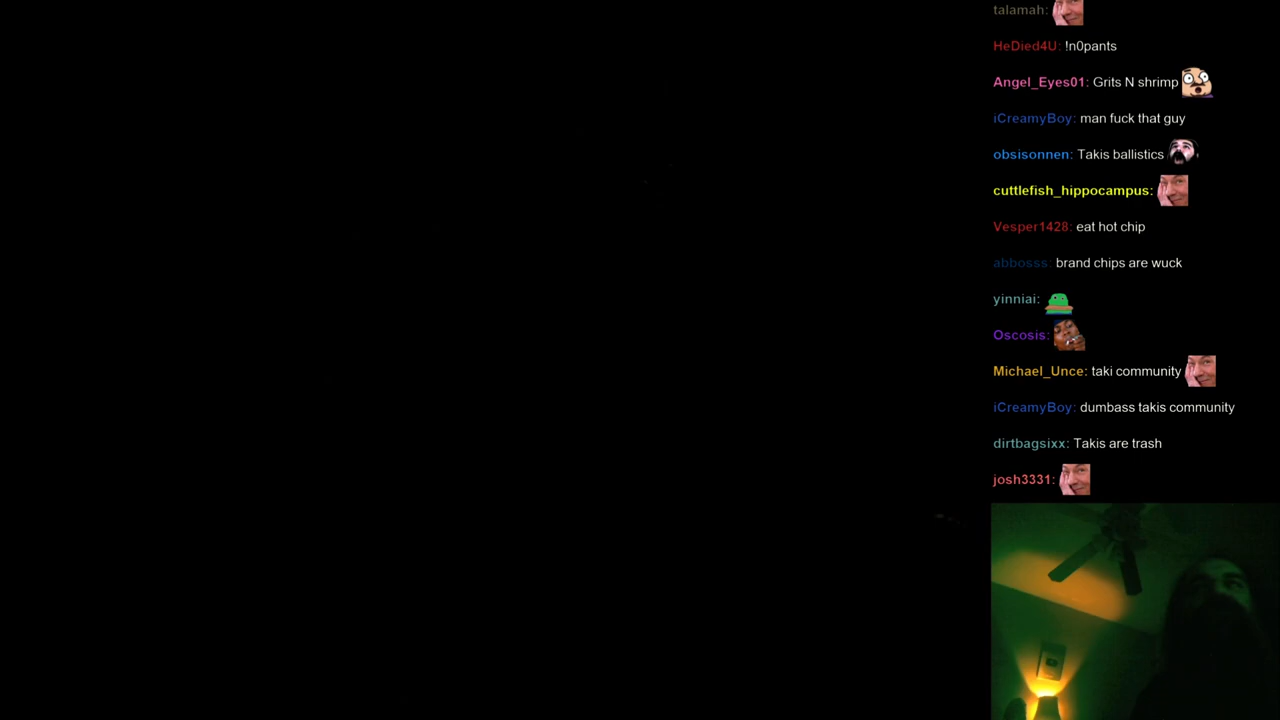 talamah:
HeDied4U: !n0pants
Angel_Eyes01: Grits N shrimp
iCreamyBoy: man fuck that guy
obsisonnen: Takis ballistics
cuttlefish_hippocampus:
Vesper1428: eat hot chip
abbosss: brand chips are wuck
yinniai:
Oscosis:
Michael_Unce: taki community
iCreamyBoy: dumbass takis community
dirtbagsixx: Takis are trash
josh3331: